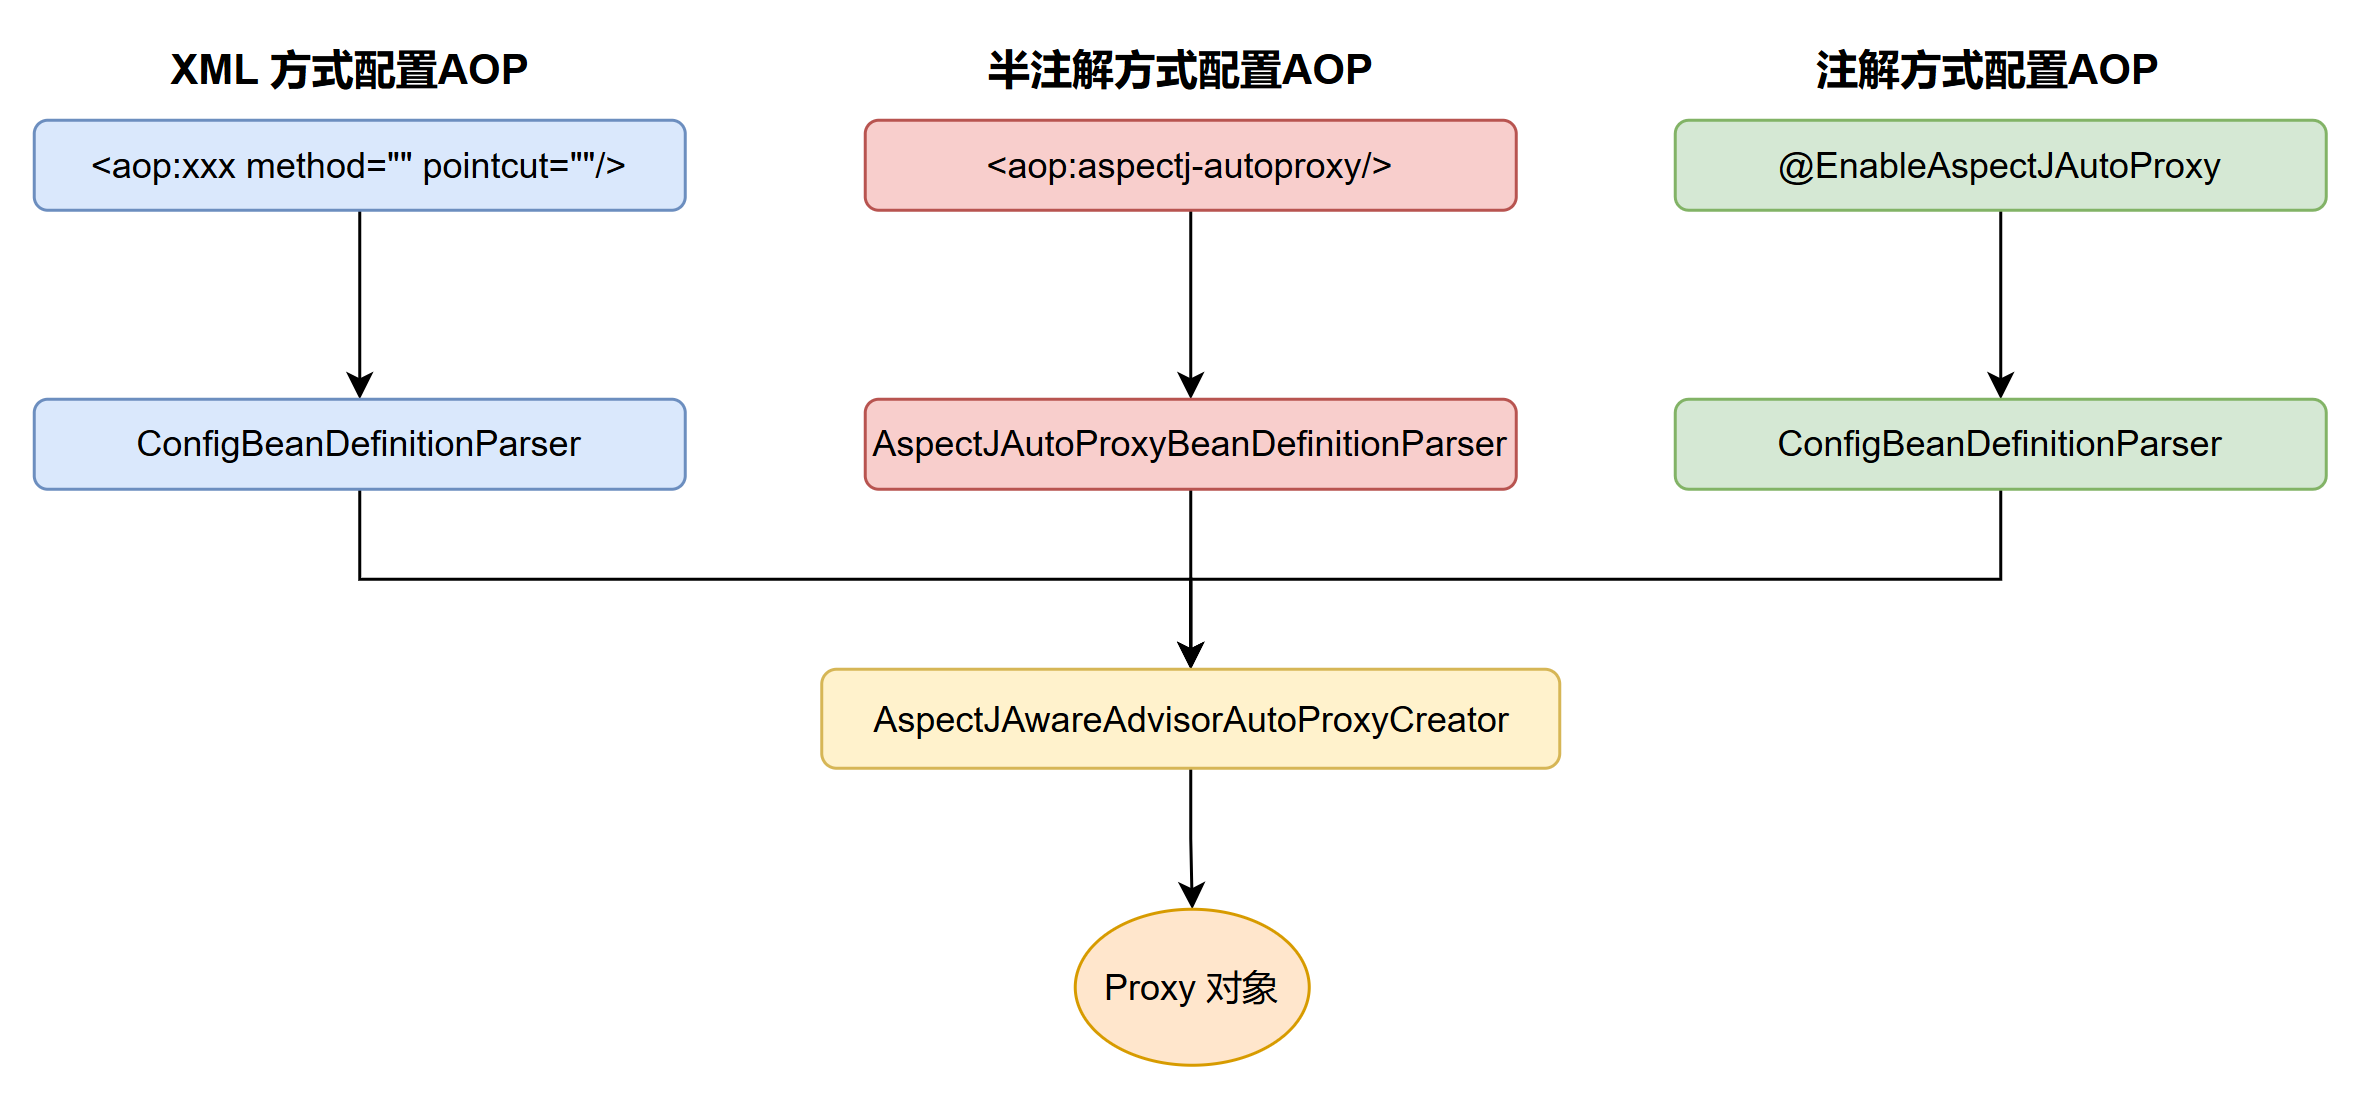 XML 方式配置AOP
半注解方式配置AOP
注解方式配置AOP
<aop:xxx method="" pointcut=""/>
<aop:aspectj-autoproxy/>
@EnableAspectJAutoProxy
ConfigBeanDefinitionParser
AspectJAutoProxyBeanDefinitionParser
ConfigBeanDefinitionParser
AspectJAwareAdvisorAutoProxyCreator
Proxy 对象